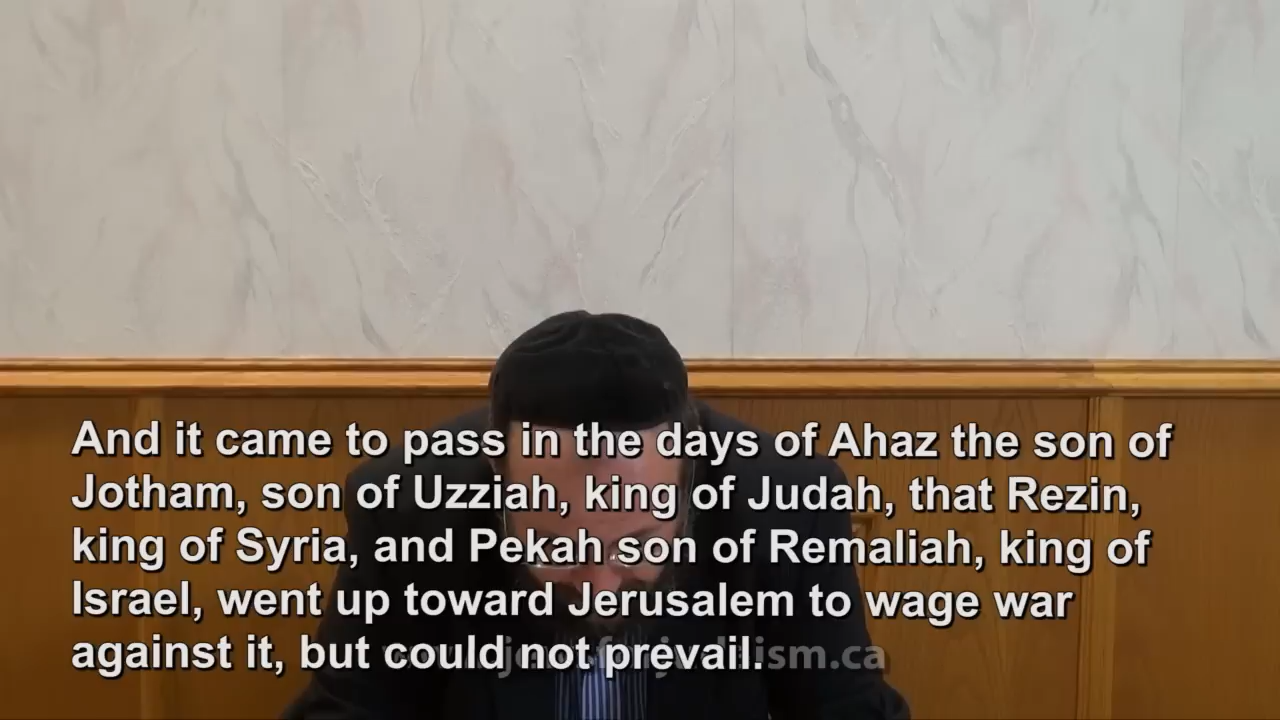 And it came to pass in the days of Ahaz the son of
Jotham, son of Uzziah, king of Judah, that Rezin,
king of Syria, and Pekah son of Remaliah, king of
Israel, went up toward Jerusalem to wage war
against it, but could not prevail.